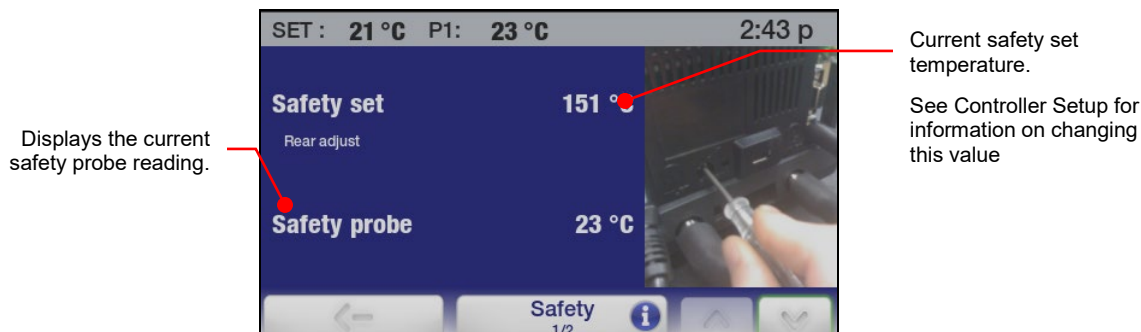 SET : 21 °C P1: 23 °C 2:43 p
Safety set 151 °C
Rear adjust
Safety probe 23 °C
Safety
1/2
Displays the current
safety probe reading.
Current safety set
temperature.
See Controller Setup for
information on changing
this value